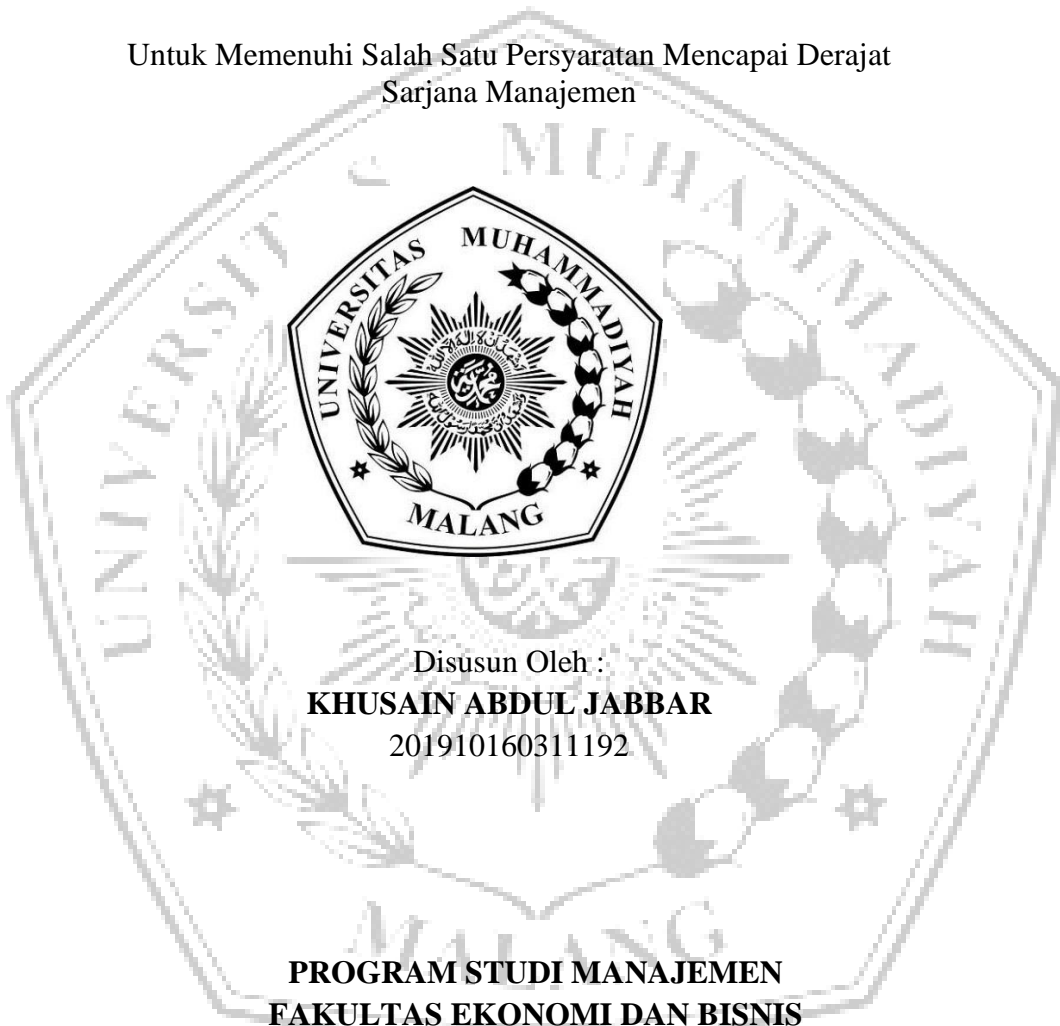 Untuk Memenuhi Salah Satu Persyaratan Mencapai Derajat
Sarjana Manajemen
UNIVERSITAS MUHAMMADIYAH
MALANG
Disusun Oleh :
KHUSAIN ABDUL JABBAR
201910160311192
PROGRAM STUDI MANAJEMEN
FAKULTAS EKONOMI DAN BISNIS